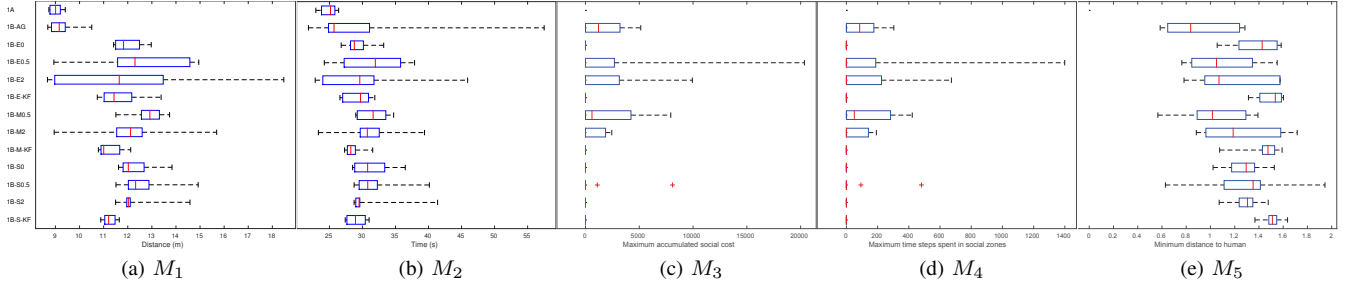 1A
1B-AG
1B-E0
1B-E0.5
1B-E2
1B-E-KF
1B-M0.5
1B-M2
1B-M-KF
1B-S0
1B-S0.5
1B-S2
1B-S-KF
9 10 11 12 13 14 15 16 17 18
Distance (m)
(a) M1
25 30 35 40 45 50 55
Time (s)
(b) M2
0 5000 10000 15000 20000
Maximum accumulated social cost
(c) M3
0 200 400 600 800 1000 1200 1400
Maximum time steps spent in social zones
(d) M4
0 0.2 0.4 0.6 0.8 1 1.2 1.4 1.6 1.8 2
Minimum distance to human
(e) M5